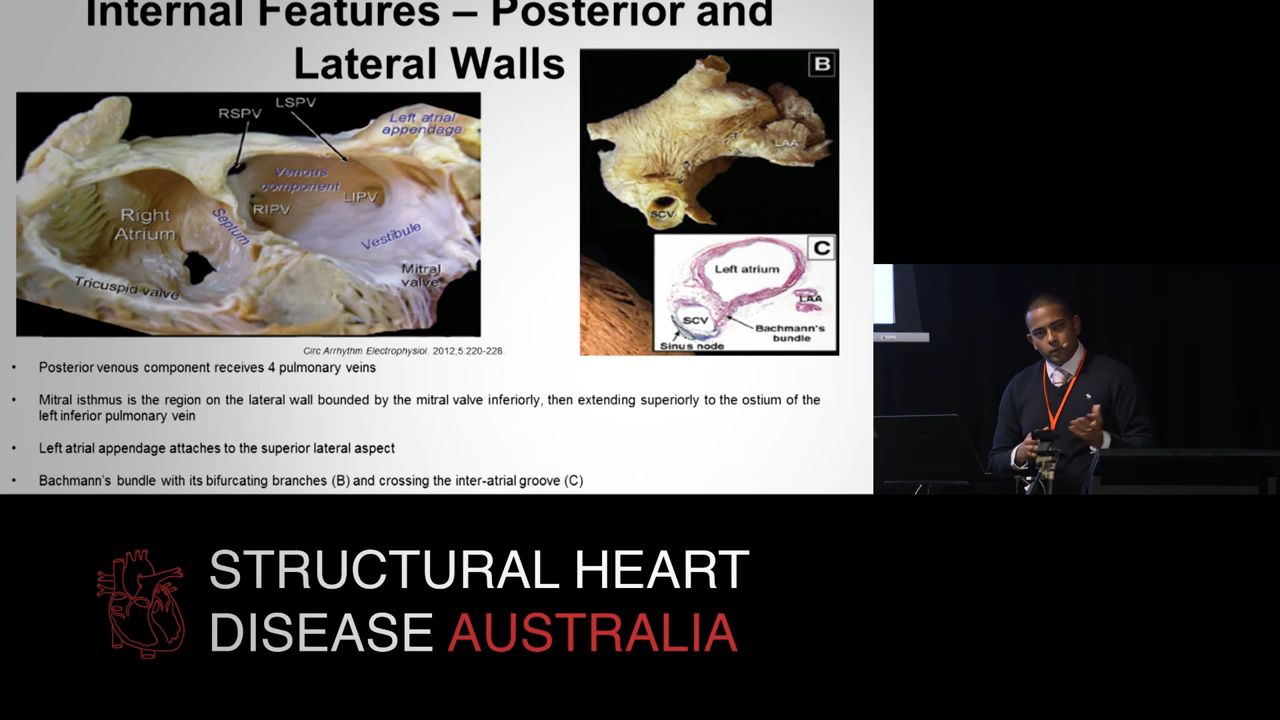 Internal Features – Posterior and
Lateral Walls
RSPV
LSPV
Left atrial
appendage
Venous
component
LIPV
RIPV
Right
Atrium
Septum
Vestibule
Mitral
valve
Tricuspid valve
B
LAA
SCV
C
Left atrium
LAA
SCV
Bachmann's
bundle
Sinus node
Circ Arrhythm Electrophysiol. 2012;5:220-228.
• Posterior venous component receives 4 pulmonary veins
• Mitral isthmus is the region on the lateral wall bounded by the mitral valve inferiorly, then extending superiorly to the ostium of the
left inferior pulmonary vein
• Left atrial appendage attaches to the superior lateral aspect
• Bachmann's bundle with its bifurcating branches (B) and crossing the inter-atrial groove (C)
STRUCTURAL HEART
DISEASE AUSTRALIA